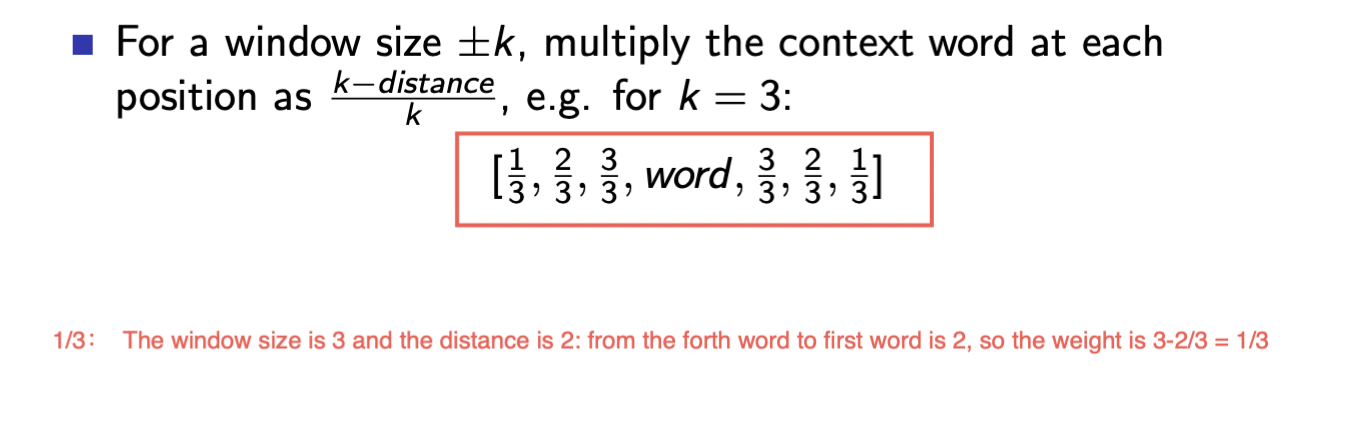 ■ For a window size ±k, multiply the context word at each
position as \frac{k-distance}{k}, e.g. for k = 3:
[\frac{1}{3}, \frac{2}{3}, \frac{3}{3}, word, \frac{3}{3}, \frac{2}{3}, \frac{1}{3}]
1/3: The window size is 3 and the distance is 2: from the forth word to first word is 2, so the weight is 3-2/3 = 1/3